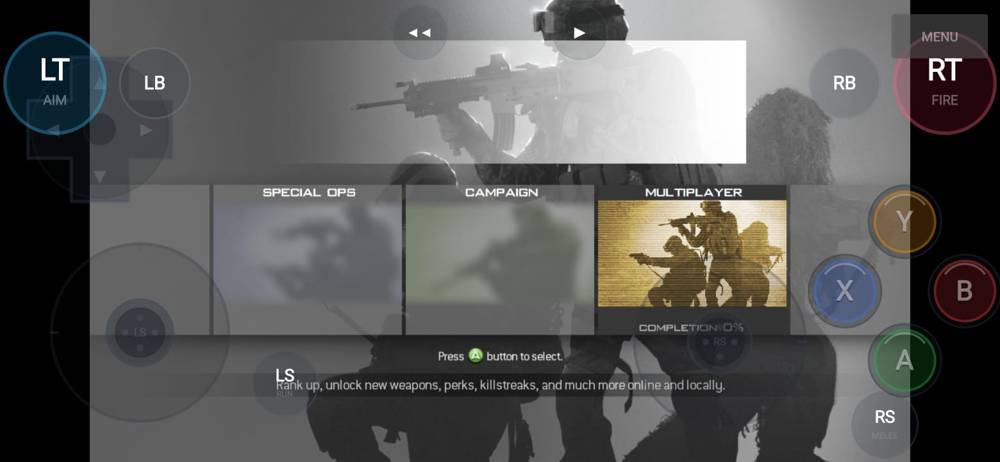 MENU
LT
AIM
LB
RB
RT
FIRE
SPECIAL OPS
CAMPAIGN
MULTIPLAYER
Y
X
B
LS
COMPLETION 0%
RS
Press A button to select.
A
LS
RUN
Rank up, unlock new weapons, perks, killstreaks, and much more online and locally.
RS
MELEE